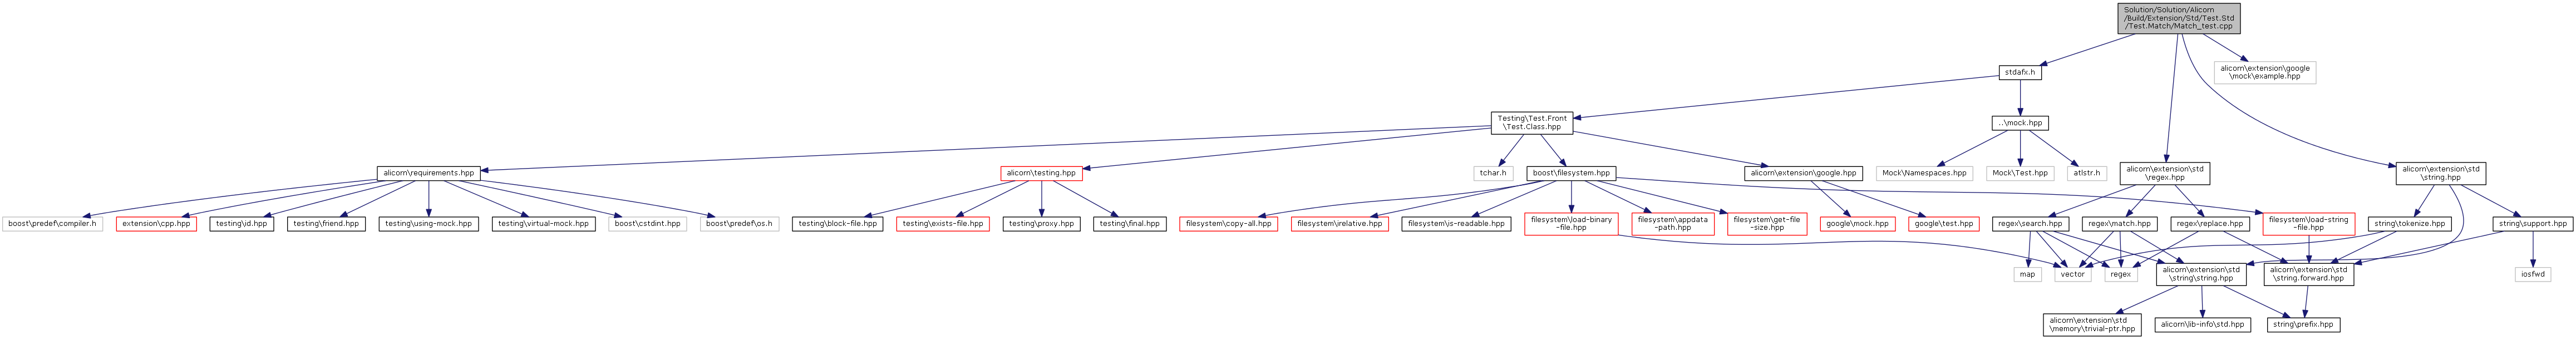 Solution/Solution/Alicorn
/Build/Extension/Std/Test.Std
/Test.Match/Match_test.cpp
stdafx.h
alicorn\extension\google
\mock\example.hpp
Testing\Test.Front
\Test.Class.hpp
..\mock.hpp
alicorn\requirements.hpp
alicorn\testing.hpp
tchar.h
boost\filesystem.hpp
alicorn\extension\google.hpp
Mock\Namespaces.hpp
Mock\Test.hpp
atlstr.h
alicorn\extension\std
\regex.hpp
alicorn\extension\std
\string.hpp
boost\predef\compiler.h
extension\cpp.hpp
testing\id.hpp
testing\friend.hpp
testing\using-mock.hpp
testing\virtual-mock.hpp
boost\cstdint.hpp
boost\predef\os.h
testing\block-file.hpp
testing\exists-file.hpp
testing\proxy.hpp
testing\final.hpp
filesystem\copy-all.hpp
filesystem\irelative.hpp
filesystem\is-readable.hpp
filesystem\load-binary
-file.hpp
filesystem\appdata
-path.hpp
filesystem\get-file
-size.hpp
google\mock.hpp
google\test.hpp
regex\search.hpp
regex\match.hpp
regex\replace.hpp
filesystem\load-string
-file.hpp
string\tokenize.hpp
string\support.hpp
map
vector
regex
alicorn\extension\std
\string\string.hpp
alicorn\extension\std
\string.forward.hpp
iosfwd
alicorn\extension\std
\memory\trivial-ptr.hpp
alicorn\lib-info\std.hpp
string\prefix.hpp